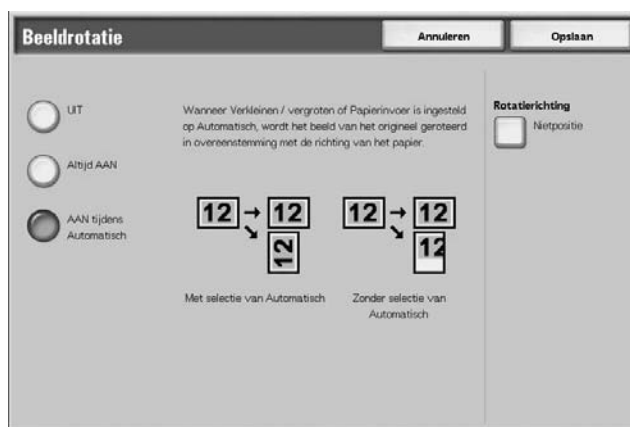 Beeldrotatie
Annuleren
Opslaan
UIT
Altijd AAN
AAN tijdens
Automatisch
Wanneer Verkleinen / vergroten of Papierinvoer is ingesteld
op Automatisch, wordt het beeld van het origineel geroteerd
in overeenstemming met de richting van het papier.
12 → 12
12
Met selectie van Automatisch
12 → 12
12
Zonder selectie van
Automatisch
Rotatierichting
Nietpositie